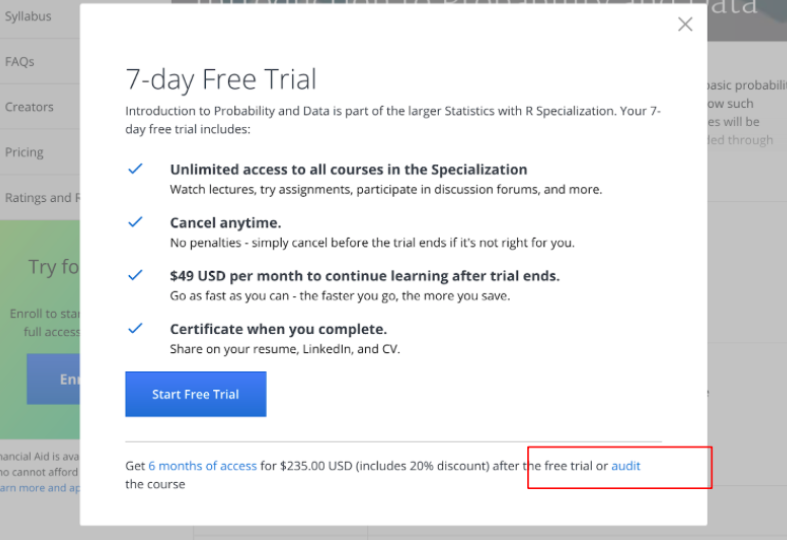 Syllabus
FAQs
Creators
Pricing
Ratings and
Try fo
Enroll to
full access
ancial Aid is ava
no cannot afford
arn more and ap
7-day Free Trial
Introduction to Probability and Data is part of the larger Statistics with R Specialization. Your 7-
day free trial includes:
Unlimited access to all courses in the Specialization
Watch lectures, try assignments, participate in discussion forums, and more.
Cancel anytime.
No penalties - simply cancel before the trial ends if it's not right for you.
$49 USD per month to continue learning after trial ends.
Go as fast as you can - the faster you go, the more you save.
Certificate when you complete.
Share on your resume, LinkedIn, and CV.
Start Free Trial
Get 6 months of access for $235.00 USD (includes 20% discount) after the free trial or audit
the course
basic probabili
ow such
es will be
ded through